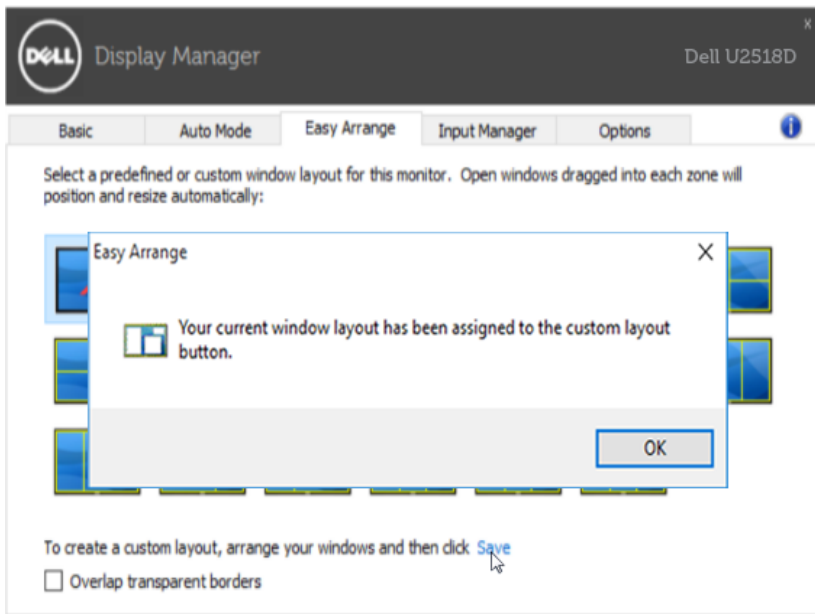 DELL
Display Manager
x
Dell U2518D
Basic
Auto Mode
Easy Arrange
Input Manager
Options
i
Select a predefined or custom window layout for this monitor. Open windows dragged into each zone will
position and resize automatically:
Easy Arrange
X
Your current window layout has been assigned to the custom layout
button.
OK
To create a custom layout, arrange your windows and then click Save
Overlap transparent borders